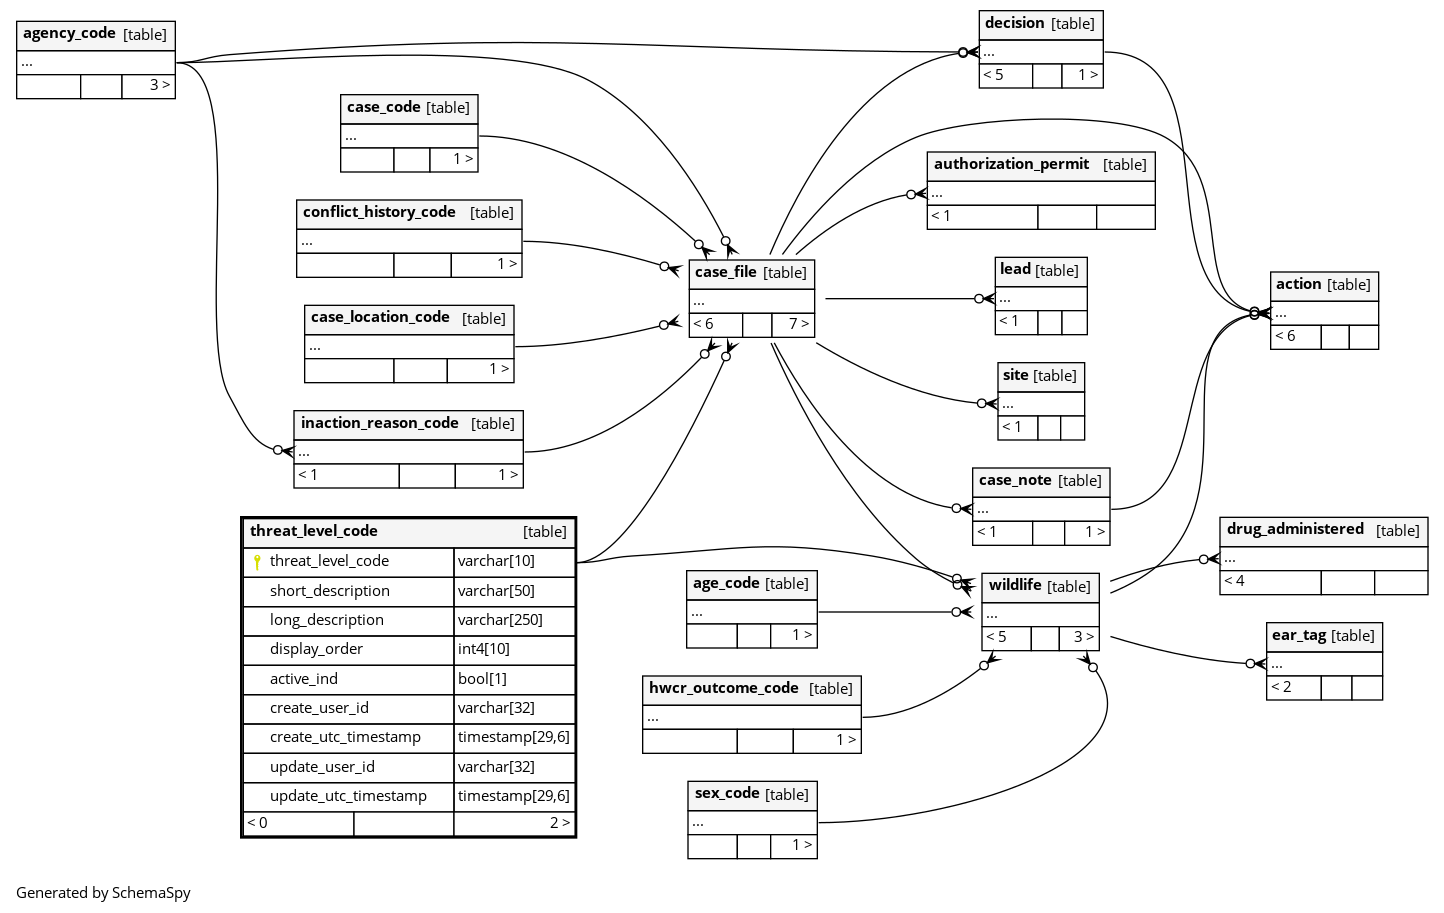 agency_code [table]
...
3 >
case_code [table]
...
1 >
conflict_history_code [table]
...
1 >
case_location_code [table]
...
1 >
inaction_reason_code [table]
...
< 1 1 >
threat_level_code [table]
threat_level_code varchar[10]
short_description varchar[50]
long_description varchar[250]
display_order int4[10]
active_ind bool[1]
create_user_id varchar[32]
create_utc_timestamp timestamp[29,6]
update_user_id varchar[32]
update_utc_timestamp timestamp[29,6]
< 0 2 >
case_file [table]
...
< 6 7 >
age_code [table]
...
1 >
hwcr_outcome_code [table]
...
1 >
sex_code [table]
...
1 >
decision [table]
...
< 5 1 >
authorization_permit [table]
...
< 1
lead [table]
...
< 1
site [table]
...
< 1
case_note [table]
...
< 1 1 >
wildlife [table]
...
< 5 3 >
action [table]
...
< 6
drug_administered [table]
...
< 4
ear_tag [table]
...
< 2
Generated by SchemaSpy